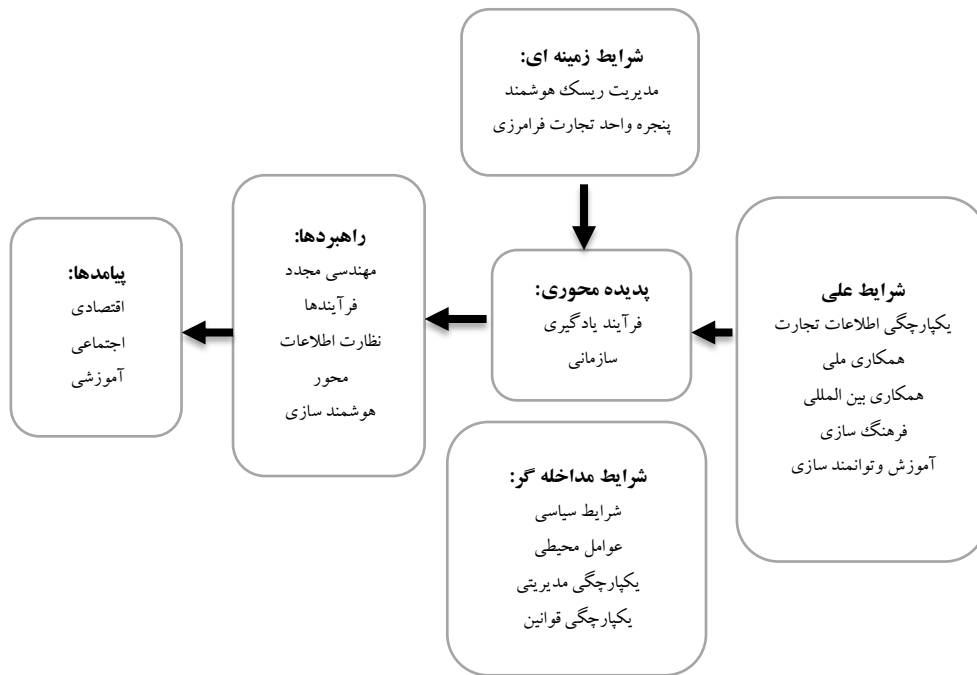 شرایط زمینه ای:
مدیریت ریسک هوشمند
پنجره واحد تجارت فرامرزی
شرایط علی
یکپارچگی اطلاعات تجارت
همکاری ملی
همکاری بین المللی
فرهنگ سازی
آموزش وتوانمند سازی
پدیده محوری:
فرآیند یادگیری
سازمانی
راهبردها:
مهندسی مجدد
فرآیندها
نظارت اطلاعات
محور
هوشمند سازی
پیامدها:
اقتصادی
اجتماعی
آموزشی
شرایط مداخله گر:
شرایط سیاسی
عوامل محیطی
یکپارچگی مدیریتی
یکپارچگی قوانین